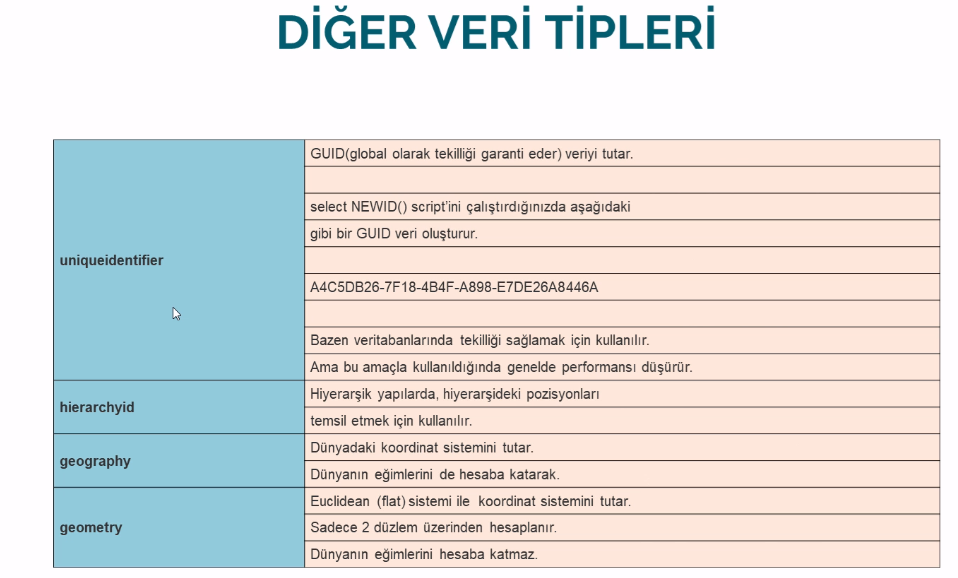 DİĞER VERİ TİPLERİ
uniqueidentifier
GUID(global olarak tekilliği garanti eder) veriyi tutar.
select NEWID() script'ini çalıştırdığınızda aşağıdaki
gibi bir GUID veri oluşturur.
A4C5DB26-7F18-4B4F-A898-E7DE26A8446A
Bazen veritabanlarında tekilliği sağlamak için kullanılır.
Ama bu amaçla kullanıldığında genelde performansı düşürür.
hierarchyid
Hiyerarşik yapılarda, hiyerarşideki pozisyonları
temsil etmek için kullanılır.
geography
Dünyadaki koordinat sistemini tutar.
Dünyanın eğimlerini de hesaba katarak.
geometry
Euclidean (flat) sistemi ile koordinat sistemini tutar.
Sadece 2 düzlem üzerinden hesaplanır.
Dünyanın eğimlerini hesaba katmaz.